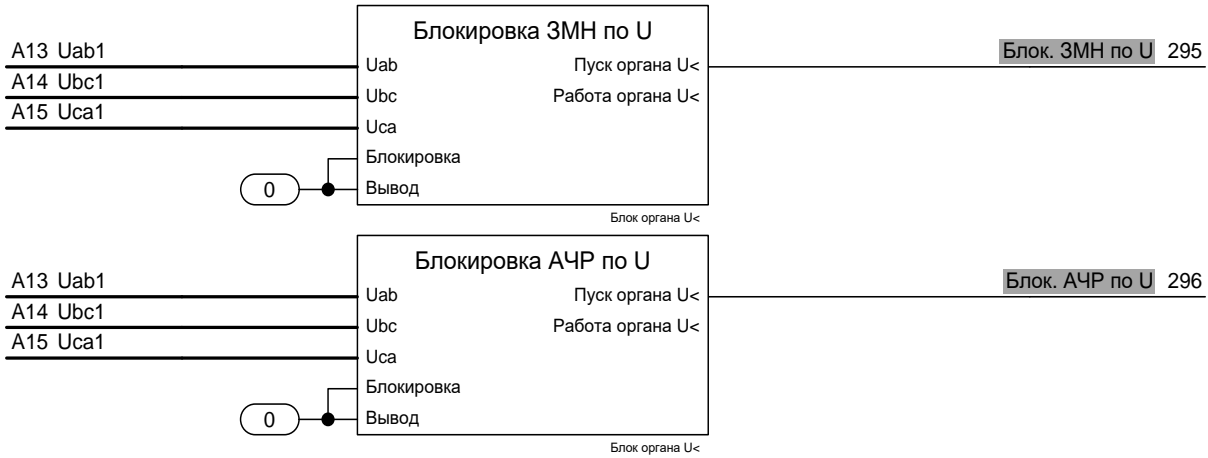 Блокировка ЗМН по U
A13 Uab1
Uab
Пуск органа U<
Блок. ЗМН по U 295
A14 Ubc1
Ubc
Работа органа U<
A15 Uca1
Uca
Блокировка
0
Вывод
Блок органа U<
Блокировка АЧР по U
A13 Uab1
Uab
Пуск органа U<
Блок. АЧР по U 296
A14 Ubc1
Ubc
Работа органа U<
A15 Uca1
Uca
Блокировка
0
Вывод
Блок органа U<